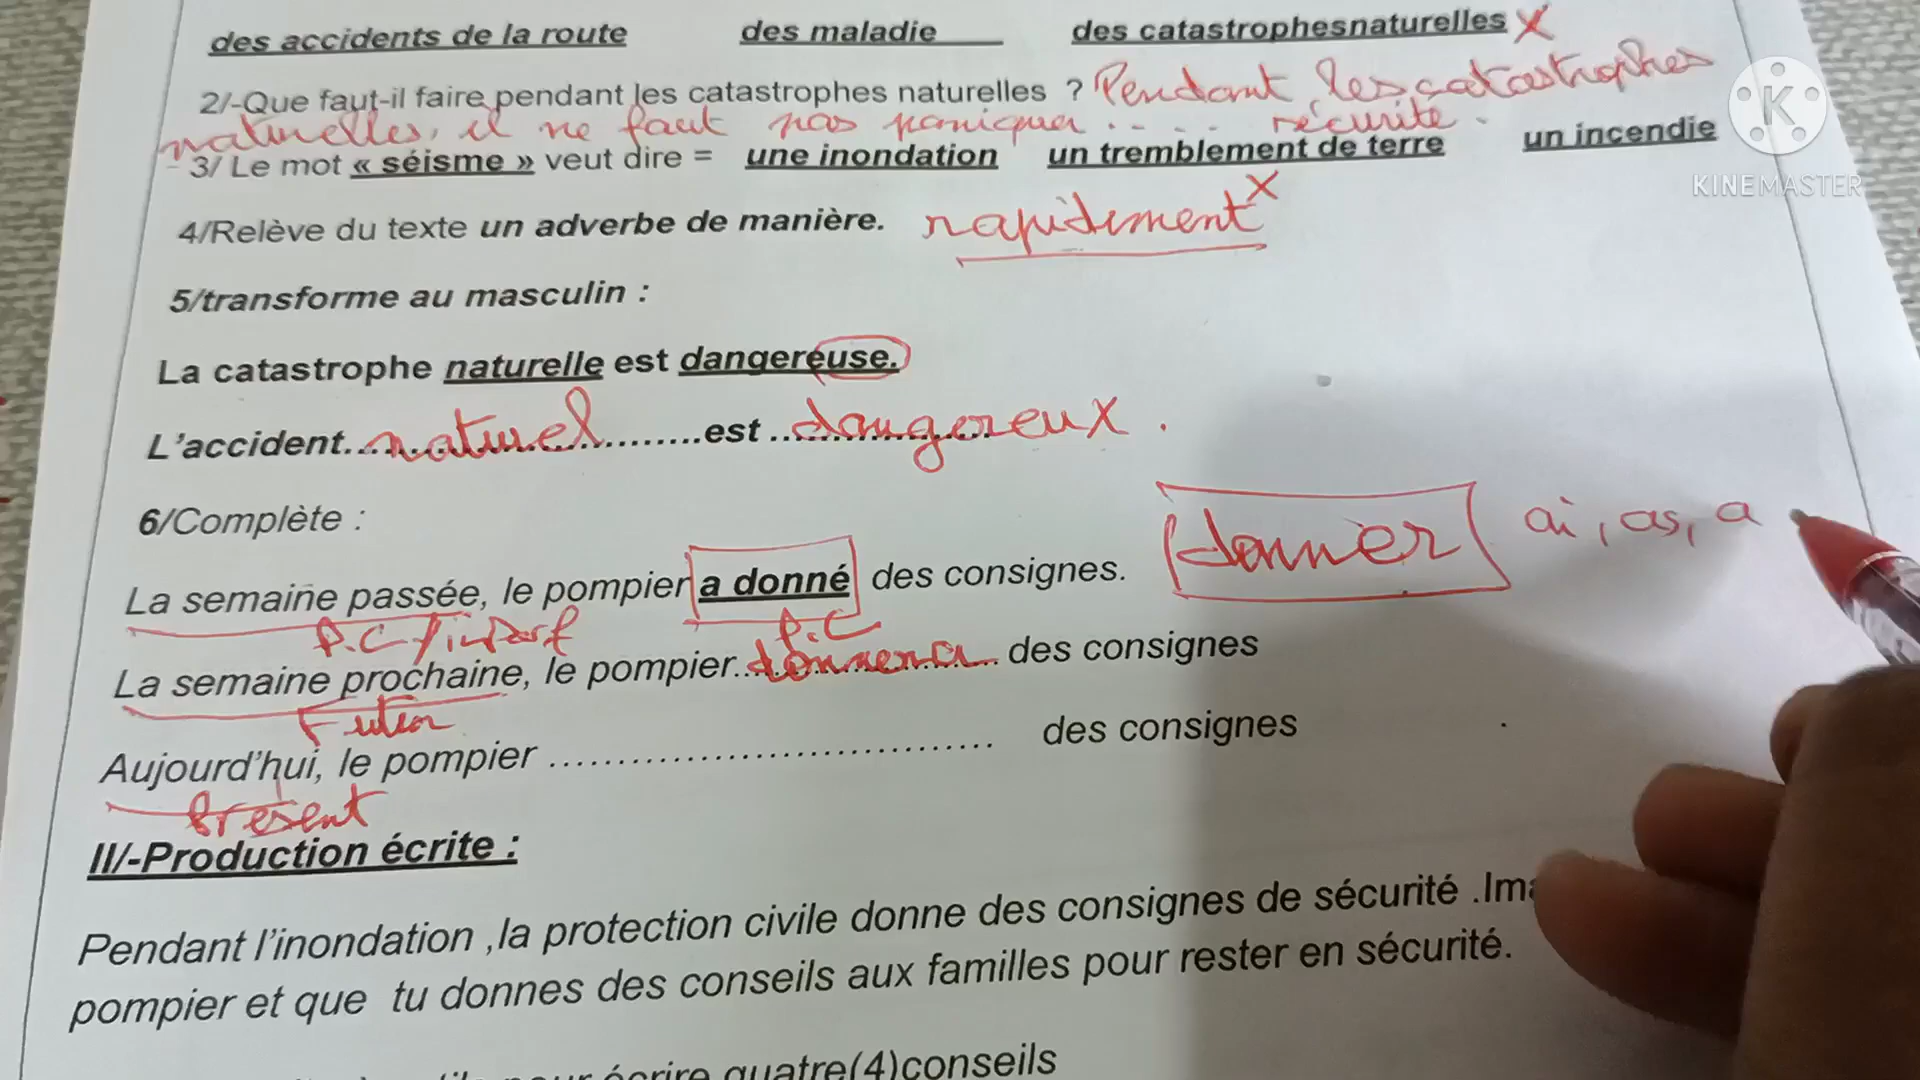 des accidents de la route des maladie des catastrophesnaturelles X
2/-Que faut-il faire pendant les catastrophes naturelles ? Pendant les catastrophes
naturelles, il ne faut pas paniquer ..... sécurité.
3/ Le mot « séisme » veut dire = une inondation un tremblement de terre un incendie
X
4/Relève du texte un adverbe de manière. rapidement
5/transforme au masculin :
La catastrophe naturelle est dangereuse.
L'accident...naturel.........est ..dangereux.
6/Complète :
donner ai, as, a
La semaine passée, le pompier a donné des consignes.
P.C / imparf P.C
La semaine prochaine, le pompier..donnera.. des consignes
Futur
Aujourd'hui, le pompier ................................. des consignes
Présent
II/-Production écrite :
Pendant l'inondation ,la protection civile donne des consignes de sécurité .Ima
pompier et que tu donnes des conseils aux familles pour rester en sécurité.
écrire quatre(4)conseils
K
KINEMASTER